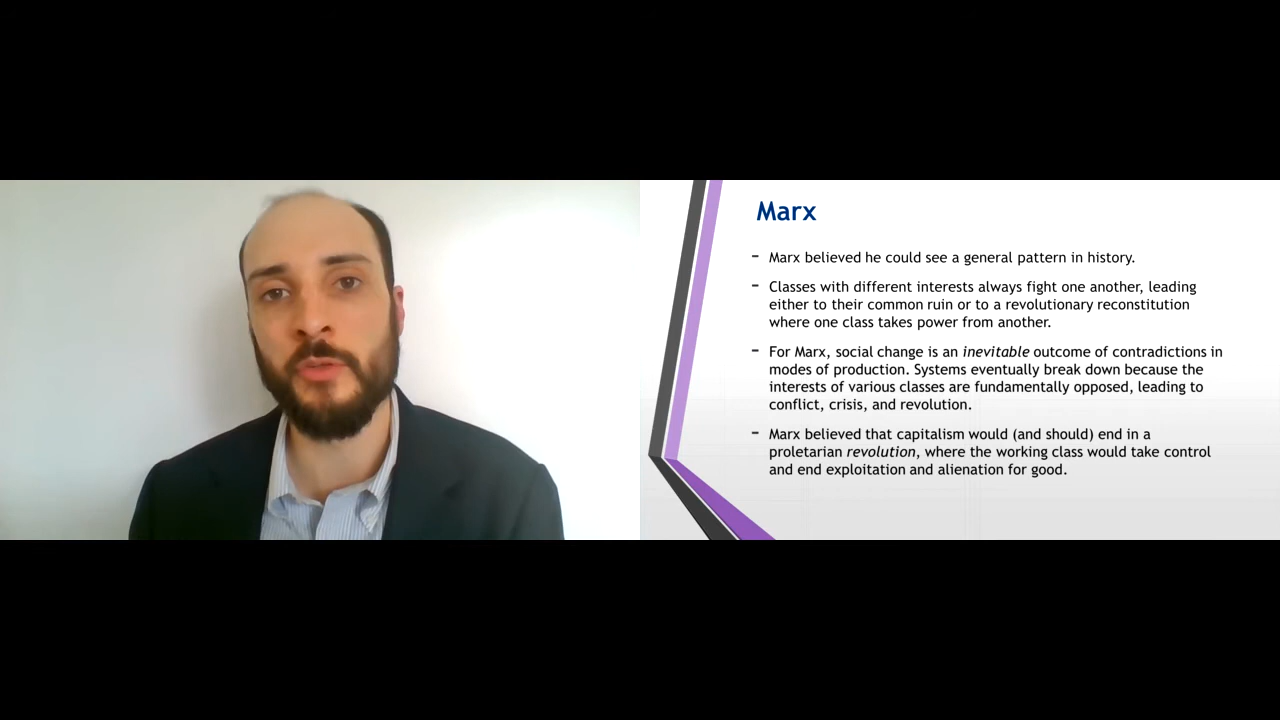 Marx
– Marx believed he could see a general pattern in history.
– Classes with different interests always fight one another, leading
either to their common ruin or to a revolutionary reconstitution
where one class takes power from another.
– For Marx, social change is an inevitable outcome of contradictions in
modes of production. Systems eventually break down because the
interests of various classes are fundamentally opposed, leading to
conflict, crisis, and revolution.
– Marx believed that capitalism would (and should) end in a
proletarian revolution, where the working class would take control
and end exploitation and alienation for good.